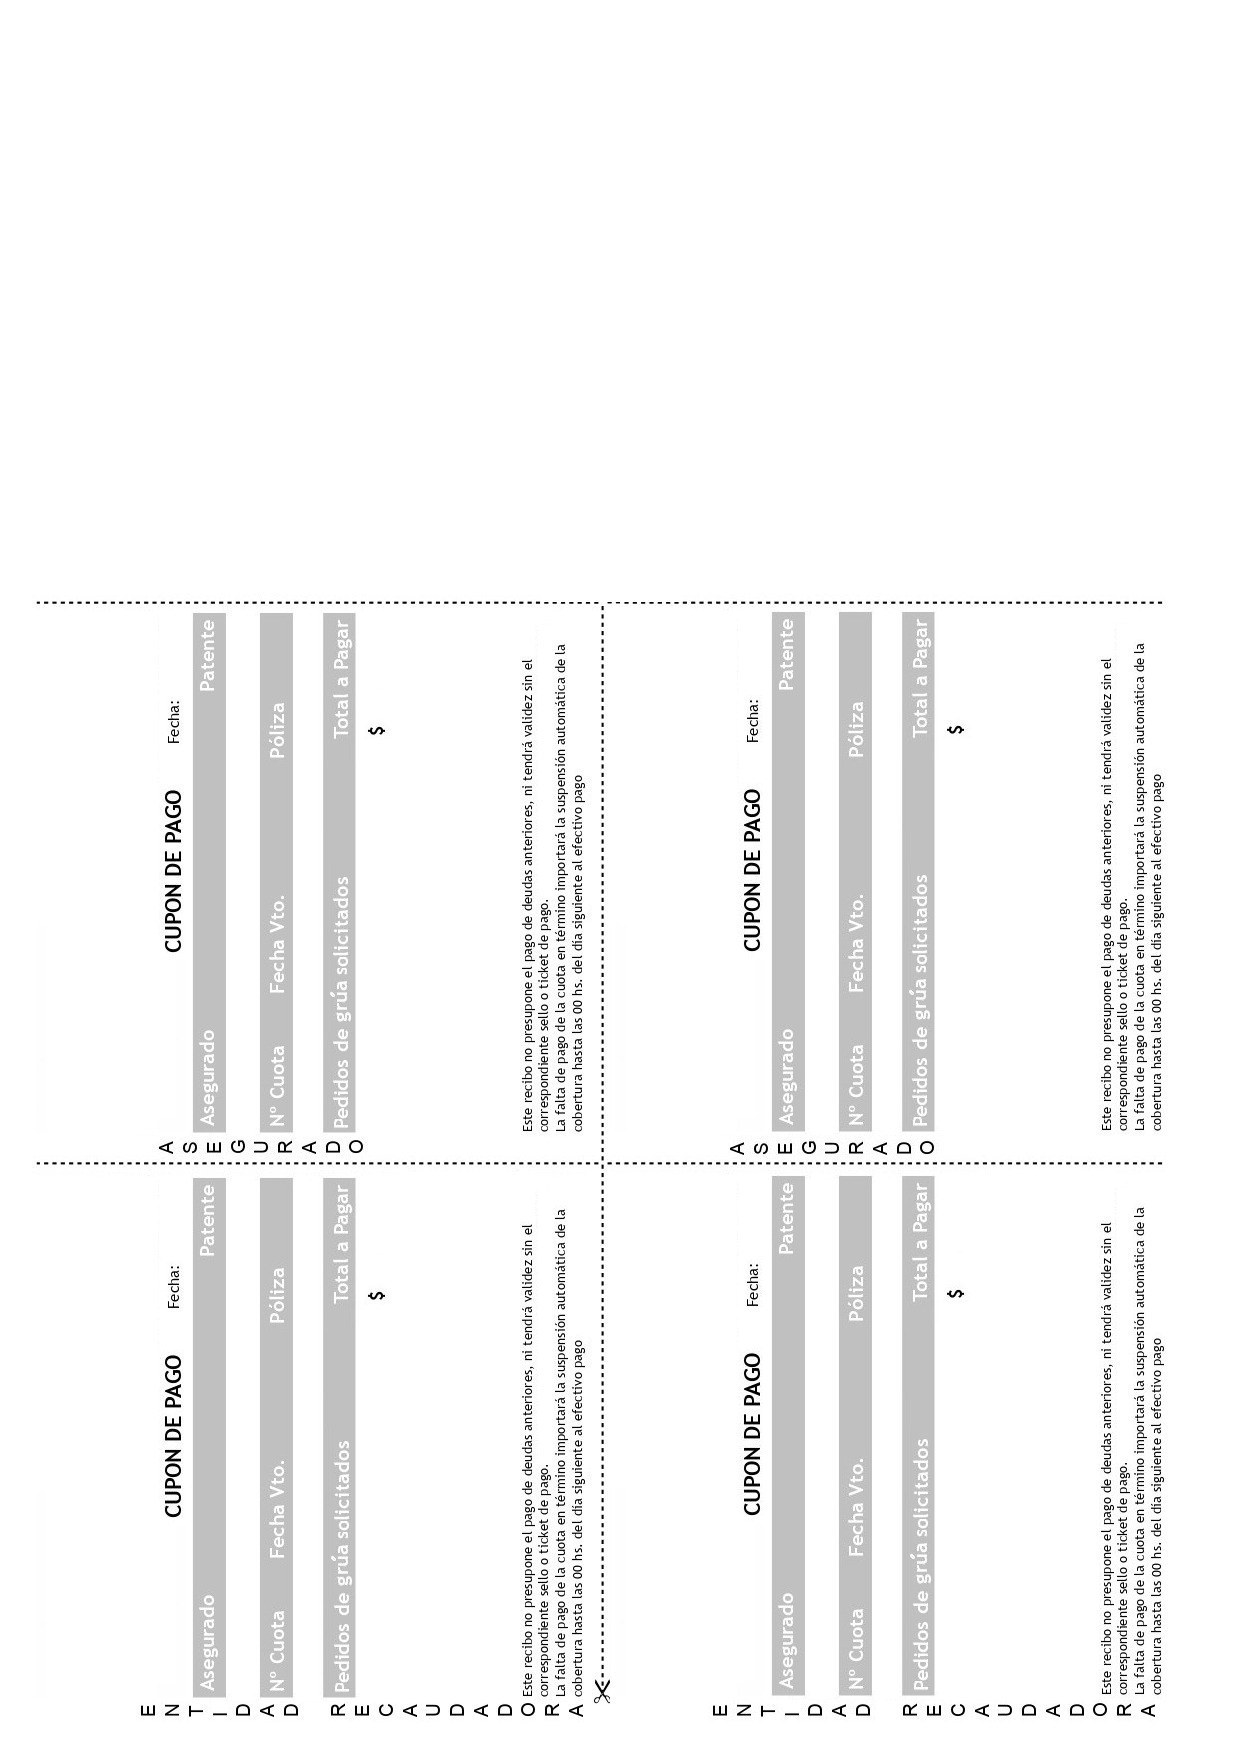 ENTIDAD RECAUDADORA
CUPON DE PAGO Fecha:
Asegurado Patente
Nº Cuota Fecha Vto. Póliza
Pedidos de grúa solicitados Total a Pagar
$
Este recibo no presupone el pago de deudas anteriores, ni tendrá validez sin el
correspondiente sello o ticket de pago.
La falta de pago de la cuota en término importará la suspensión automática de la
cobertura hasta las 00 hs. del dia siguiente al efectivo pago
ASEGURADO
CUPON DE PAGO Fecha:
Asegurado Patente
Nº Cuota Fecha Vto. Póliza
Pedidos de grúa solicitados Total a Pagar
$
Este recibo no presupone el pago de deudas anteriores, ni tendrá validez sin el
correspondiente sello o ticket de pago.
La falta de pago de la cuota en término importará la suspensión automática de la
cobertura hasta las 00 hs. del dia siguiente al efectivo pago
ENTIDAD RECAUDADORA
CUPON DE PAGO Fecha:
Asegurado Patente
Nº Cuota Fecha Vto. Póliza
Pedidos de grúa solicitados Total a Pagar
$
Este recibo no presupone el pago de deudas anteriores, ni tendrá validez sin el
correspondiente sello o ticket de pago.
La falta de pago de la cuota en término importará la suspensión automática de la
cobertura hasta las 00 hs. del dia siguiente al efectivo pago
ASEGURADO
CUPON DE PAGO Fecha:
Asegurado Patente
Nº Cuota Fecha Vto. Póliza
Pedidos de grúa solicitados Total a Pagar
$
Este recibo no presupone el pago de deudas anteriores, ni tendrá validez sin el
correspondiente sello o ticket de pago.
La falta de pago de la cuota en término importará la suspensión automática de la
cobertura hasta las 00 hs. del dia siguiente al efectivo pago